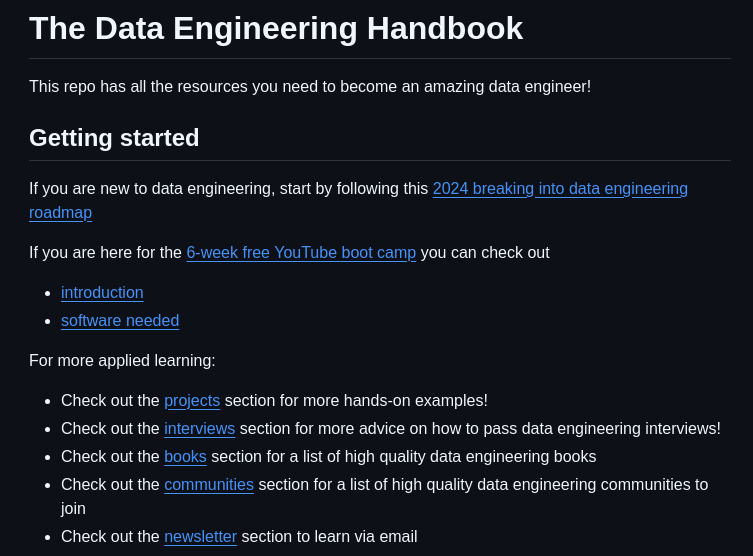 The Data Engineering Handbook
This repo has all the resources you need to become an amazing data engineer!
Getting started
If you are new to data engineering, start by following this 2024 breaking into data engineering
roadmap
If you are here for the 6-week free YouTube boot camp you can check out
introduction
software needed
For more applied learning:
Check out the projects section for more hands-on examples!
Check out the interviews section for more advice on how to pass data engineering interviews!
Check out the books section for a list of high quality data engineering books
Check out the communities section for a list of high quality data engineering communities to
join
Check out the newsletter section to learn via email